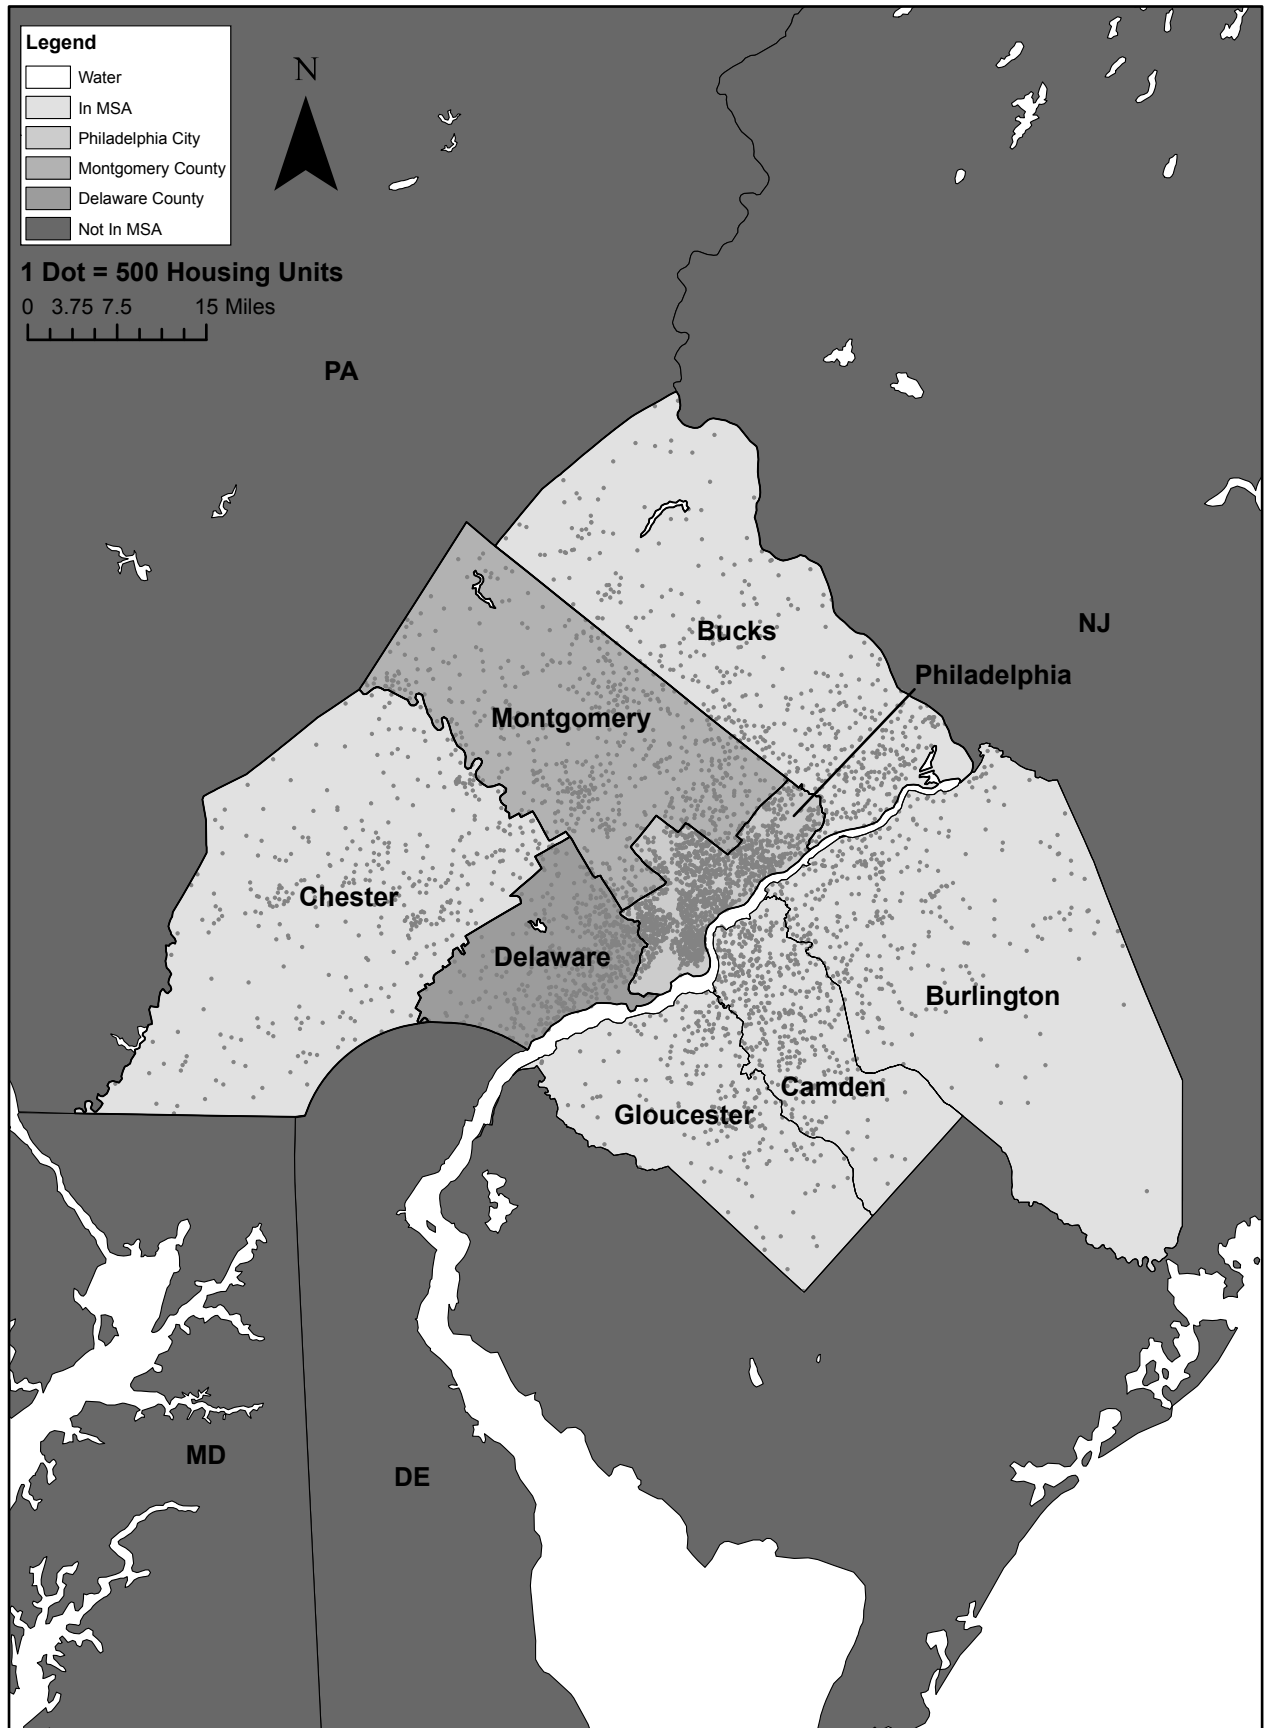 Legend
Water
In MSA
Philadelphia City
Montgomery County
Delaware County
Not In MSA
N
1 Dot = 500 Housing Units
0 3.75 7.5 15 Miles
PA
NJ
Bucks
Philadelphia
Montgomery
Chester
Delaware
Burlington
Camden
Gloucester
MD
DE